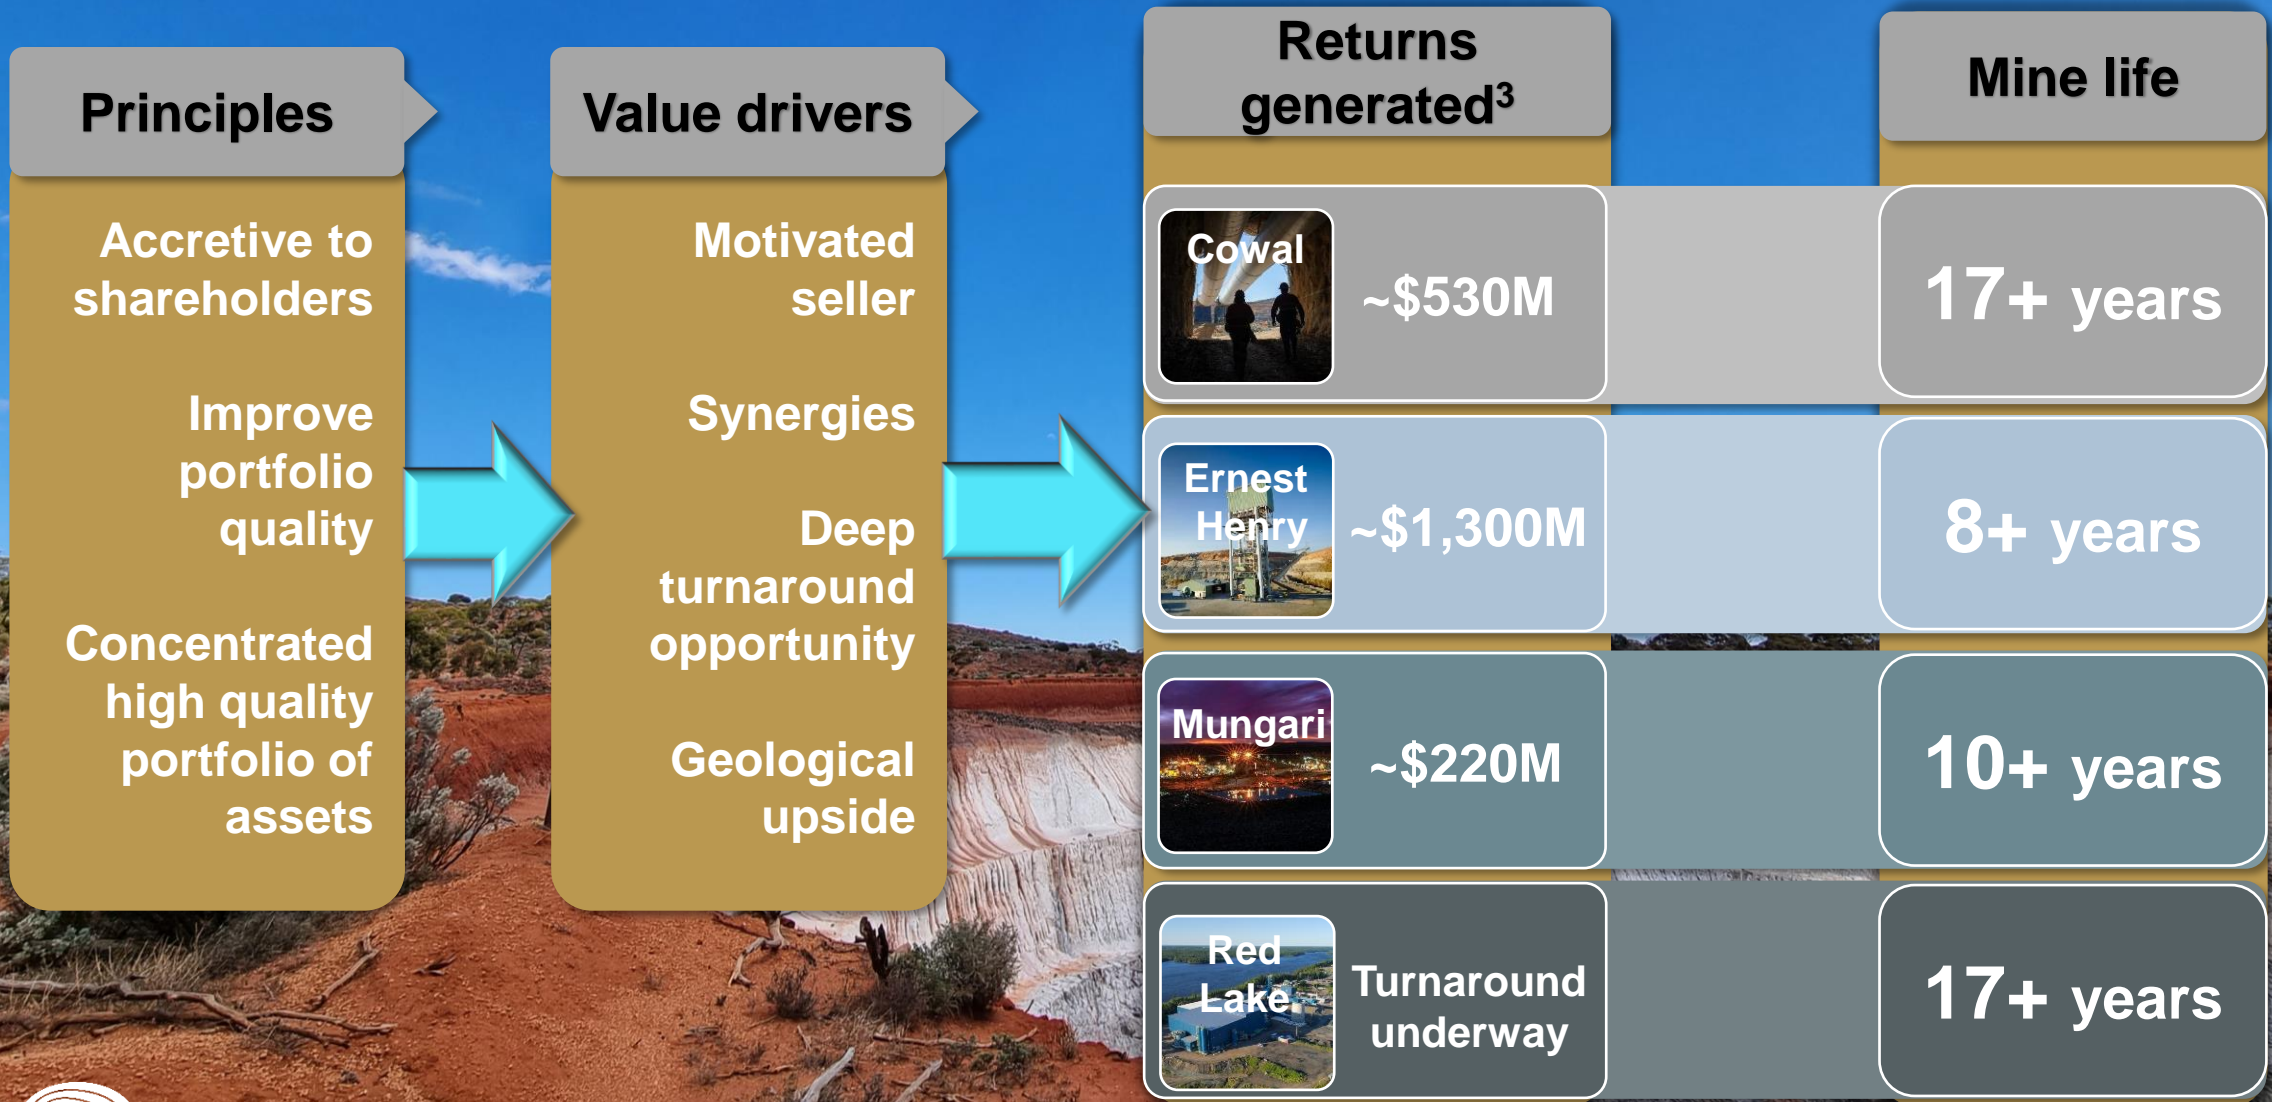 Principles
Accretive to
shareholders
Improve
portfolio
quality
Concentrated
high quality
portfolio of
assets
Value drivers
Motivated
seller
Synergies
Deep
turnaround
opportunity
Geological
upside
Returns
generated³
Mine life
Cowal
~$530M
17+ years
Ernest
Henry
~$1,300M
8+ years
Mungari
~$220M
10+ years
Red
Lake
Turnaround
underway
17+ years